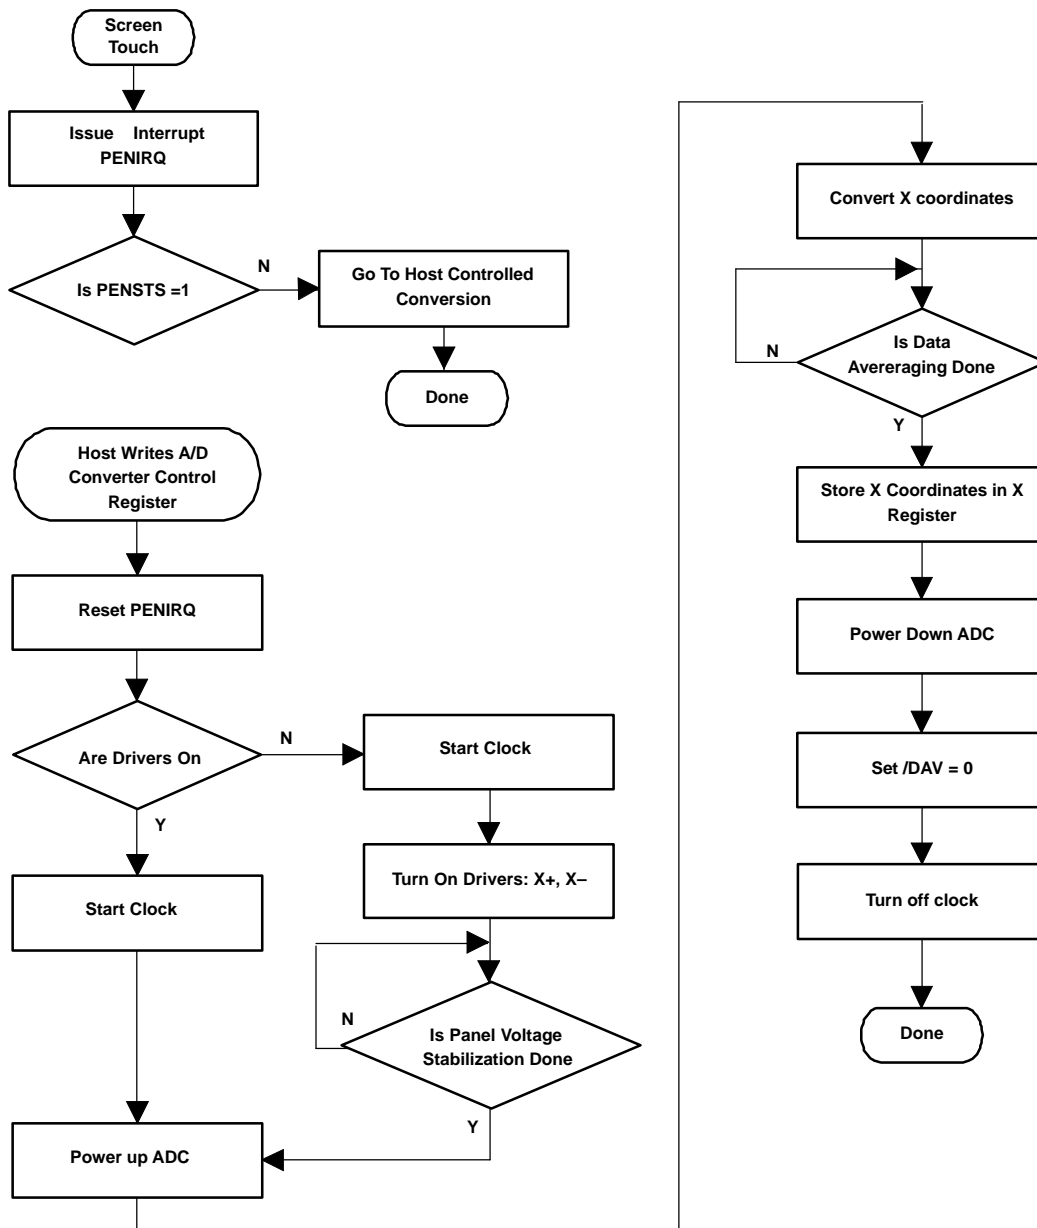 Screen
Touch
Issue Interrupt
PENIRQ
Is PENSTS =1
N
Go To Host Controlled
Conversion
Done
Host Writes A/D
Converter Control
Register
Reset PENIRQ
Are Drivers On
N
Start Clock
Y
Turn On Drivers: X+, X–
Start Clock
N
Is Panel Voltage
Stabilization Done
Y
Power up ADC
Convert X coordinates
Is Data
Avereraging Done
N
Y
Store X Coordinates in X
Register
Power Down ADC
Set /DAV = 0
Turn off clock
Done